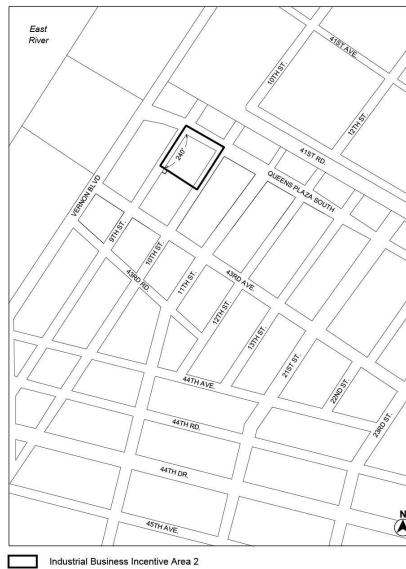 East
River
41ST AVE.
10TH ST.
12TH ST.
41ST RD.
240'
QUEENS PLAZA SOUTH
VERNON BLVD
9TH ST.
10TH ST.
43RD AVE.
43RD RD.
11TH ST.
12TH ST.
13TH ST.
21ST ST.
22ND ST.
23RD ST.
44TH AVE.
44TH RD.
44TH DR.
45TH AVE.
N
Industrial Business Incentive Area 2